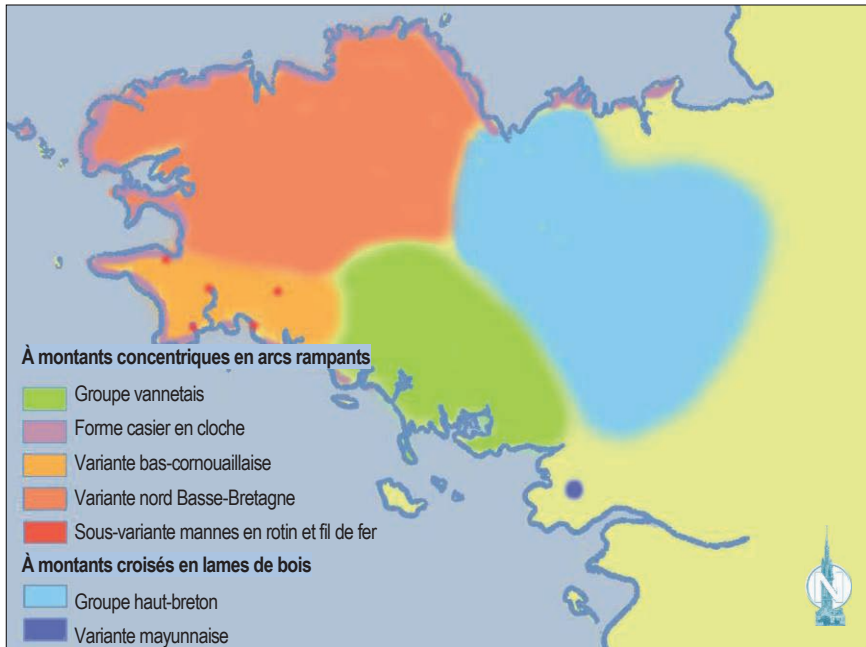 À montants concentriques en arcs rampants
Groupe vannetais
Forme casier en cloche
Variante bas-cornouaillaise
Variante nord Basse-Bretagne
Sous-variante mannes en rotin et fil de fer
À montants croisés en lames de bois
Groupe haut-breton
Variante mayunnaise
N